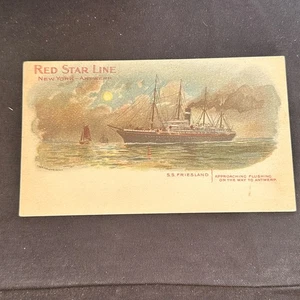 RED STAR LINE
NEW YORK - ANTWERP
S.S. FRIESLAND
APPROACHING FLUSHING
ON THE WAY TO ANTWERP.